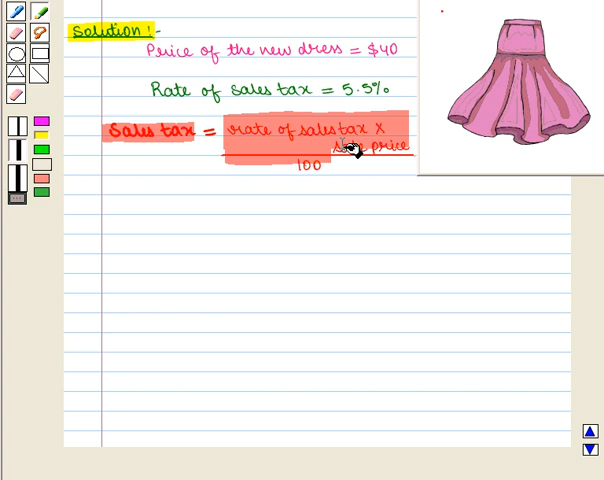 Solution:-
Price of the new dress = $40
Rate of sales tax = 5.5%
Sales tax = rate of sales tax x
sale price
100